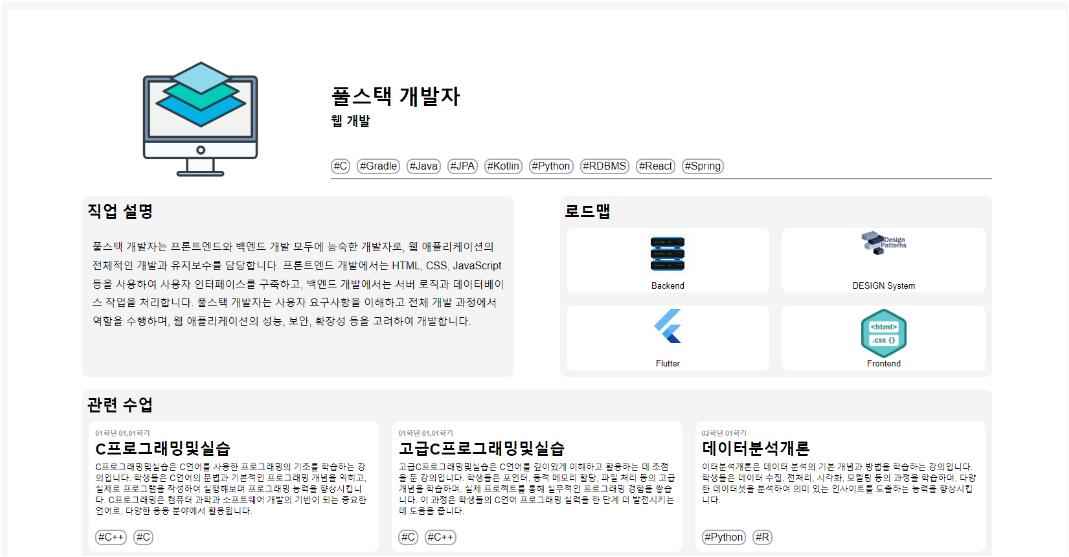 풀스택 개발자
웹 개발
#C #Gradle #Java #JPA #Kotlin #Python #RDBMS #React #Spring
직업 설명
풀스택 개발자는 프론트엔드와 백엔드 개발 모두에 능숙한 개발자로, 웹 애플리케이션의
전체적인 개발과 유지보수를 담당합니다. 프론트엔드 개발에서는 HTML, CSS, JavaScript
등을 사용하여 사용자 인터페이스를 구축하고, 백엔드 개발에서는 서버 로직과 데이터베이
스 작업을 처리합니다. 풀스택 개발자는 사용자 요구사항을 이해하고 전체 개발 과정에서
역할을 수행하며, 웹 애플리케이션의 성능, 보안, 확장성 등을 고려하여 개발합니다.
로드맵
Backend
Design
Patterns
DESIGN System
Flutter
<html>
.css {}
Frontend
관련 수업
01학년 01,01학기
C프로그래밍및실습
C프로그래밍및실습은 C언어를 사용한 프로그래밍의 기초를 학습하는 강
의입니다. 학생들은 C언어의 문법과 기본적인 프로그래밍 개념을 익히고,
실제로 프로그램을 작성하여 실행해보며 프로그래밍 능력을 향상시킵니
다. C프로그래밍은 컴퓨터 과학과 소프트웨어 개발의 기반이 되는 중요한
언어로, 다양한 응용 분야에서 활용됩니다.
#C++ #C
01학년 01,01학기
고급C프로그래밍및실습
고급C프로그래밍및실습은 C언어를 깊이있게 이해하고 활용하는 데 초점
을 둔 강의입니다. 학생들은 포인터, 동적 메모리 할당, 파일 처리 등의 고급
개념을 학습하며, 실제 프로젝트를 통해 실무적인 프로그래밍 경험을 쌓습
니다. 이 과정은 학생들의 C언어 프로그래밍 실력을 한 단계 더 발전시키는
데 도움을 줍니다.
#C #C++
02학년 01학기
데이터분석개론
이터분석개론은 데이터 분석의 기본 개념과 방법을 학습하는 강의입니다.
학생들은 데이터 수집, 전처리, 시각화, 모델링 등의 과정을 학습하며, 다양
한 데이터셋을 분석하여 의미 있는 인사이트를 도출하는 능력을 향상시킵
니다.
#Python #R